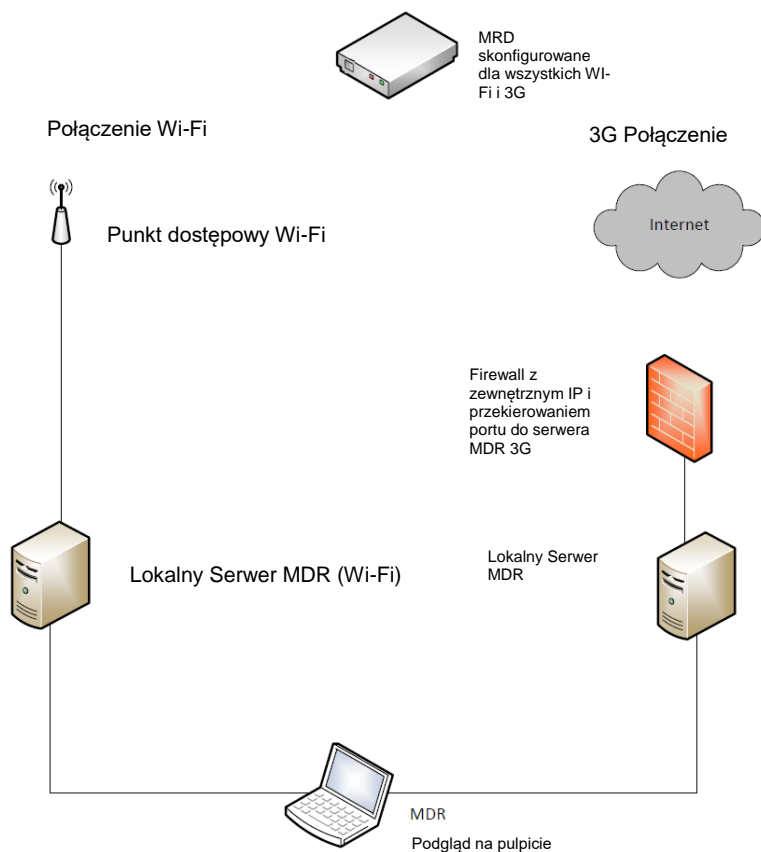 MRD
skonfigurowane
dla wszystkich WI-
Fi i 3G
Połączenie Wi-Fi
3G Połączenie
Punkt dostępowy Wi-Fi
Internet
Firewall z
zewnętrznym IP i
przekierowaniem
portu do serwera
MDR 3G
Lokalny Serwer MDR (Wi-Fi)
Lokalny Serwer
MDR
MDR
Podgląd na pulpicie